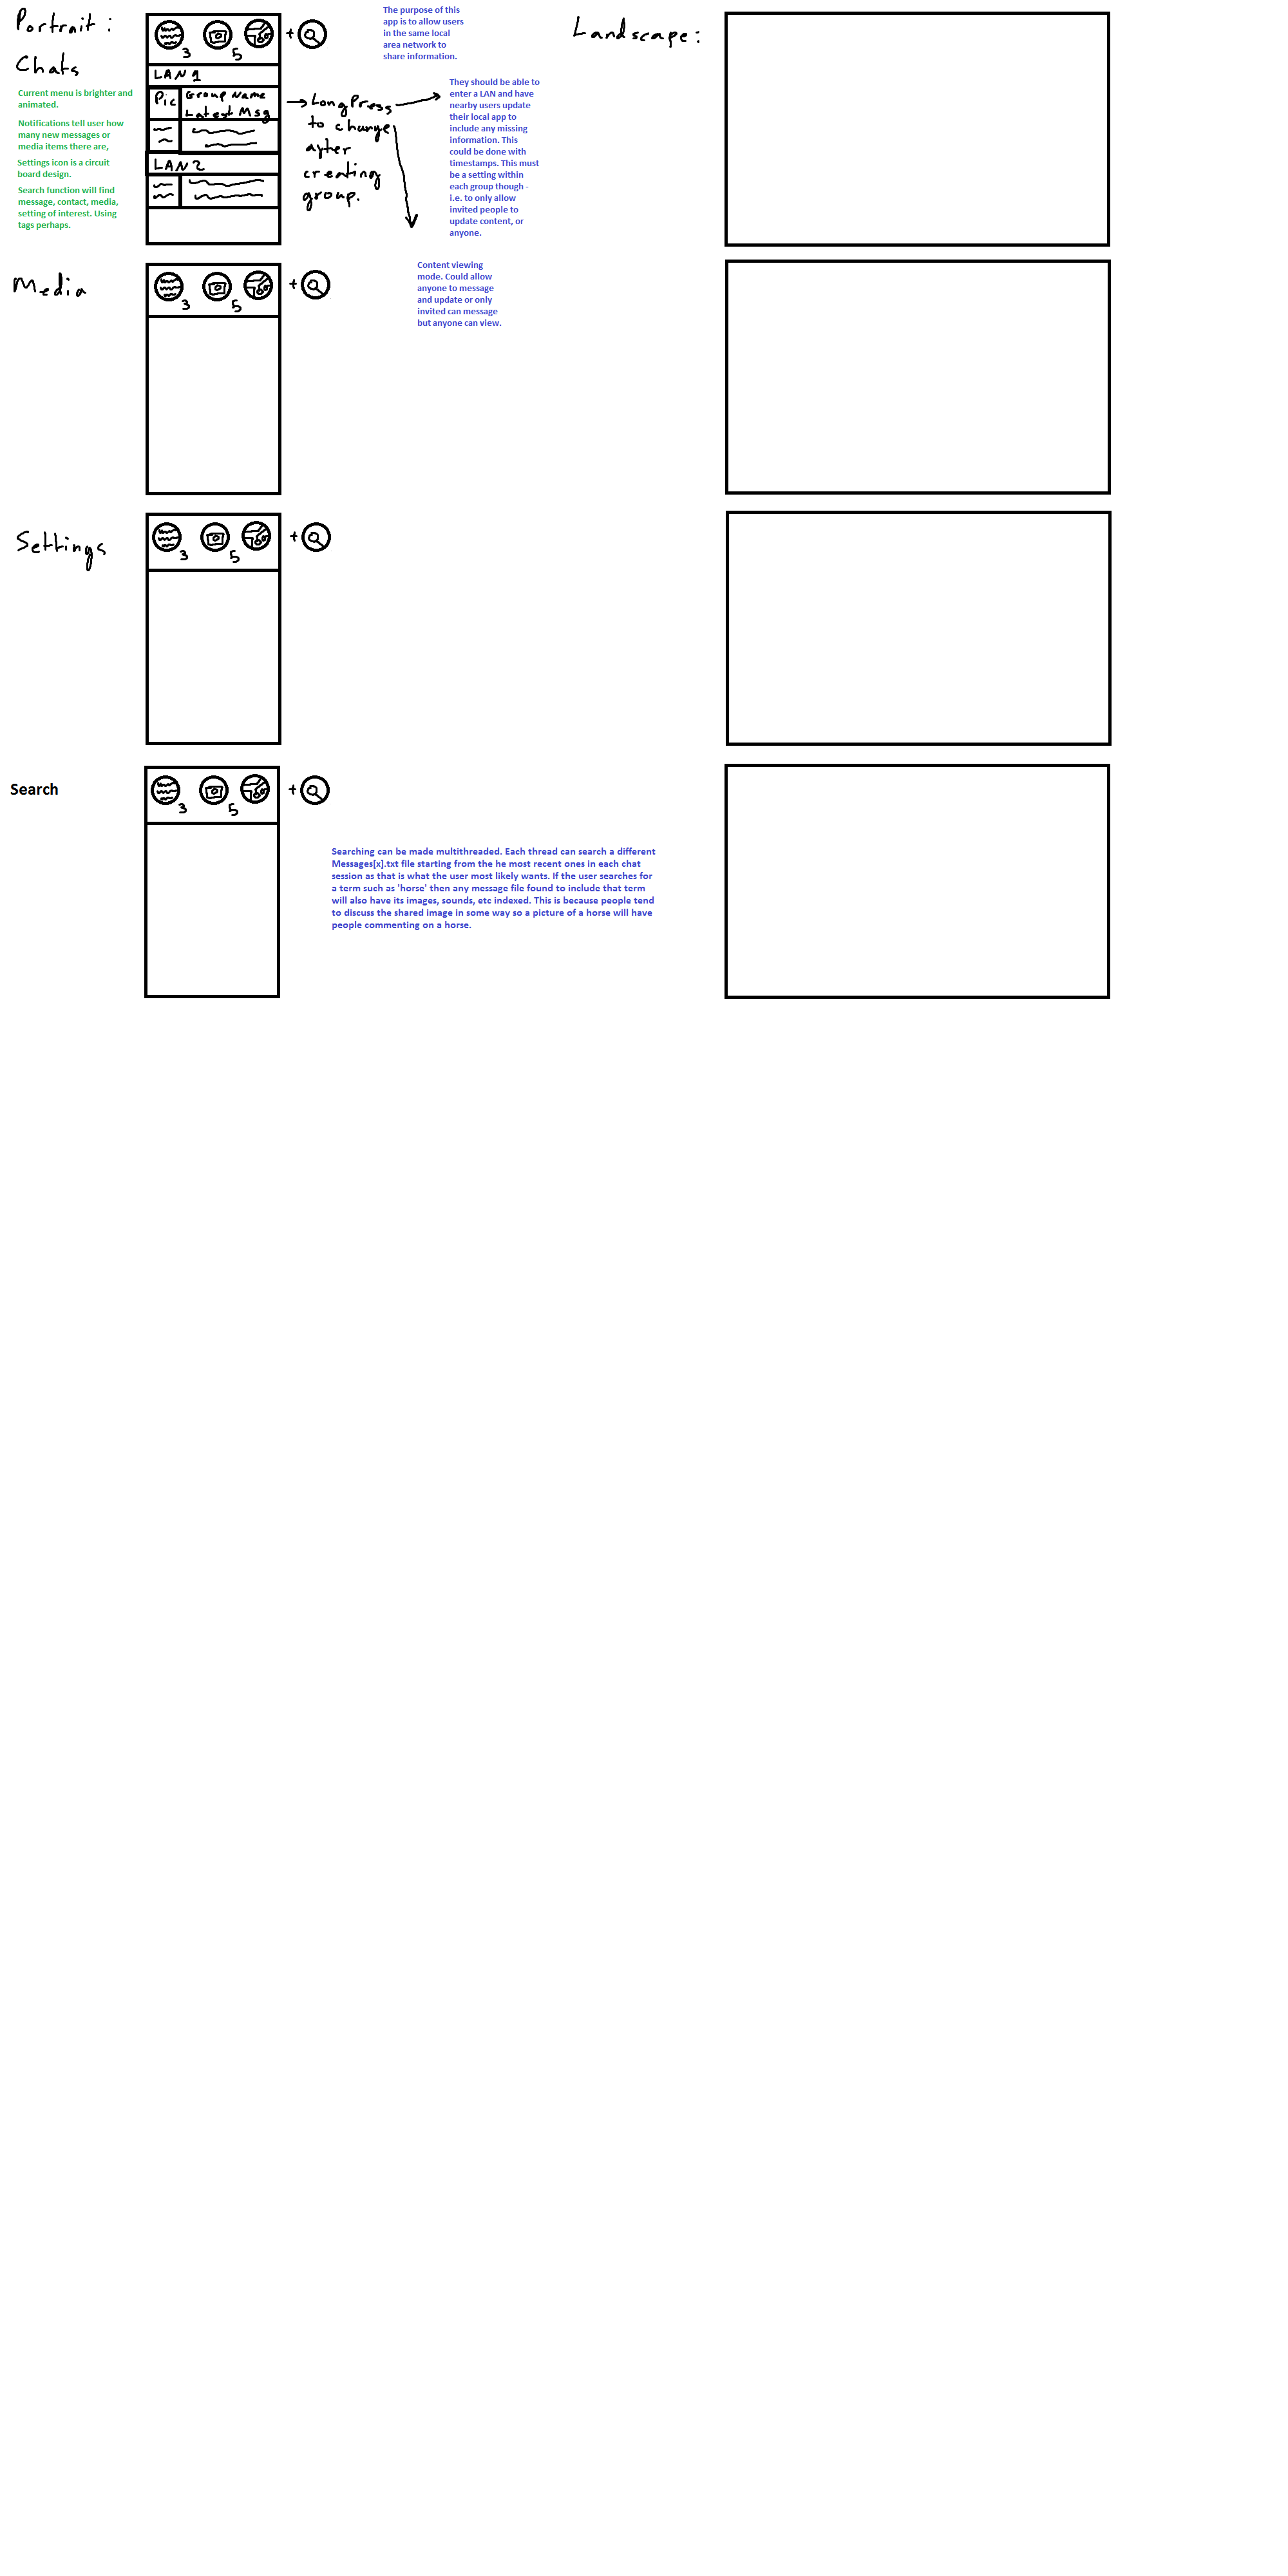 Portrait:
Chats
Current menu is brighter and
animated.
Notifications tell user how
many new messages or
media items there are,
Settings icon is a circuit
board design.
Search function will find
message, contact, media,
setting of interest. Using
tags perhaps.
3
5
+
LAN 1
Pic
Group Name
Latest Msg
LAN 2
Long Press
to change
ayter
creating
group.
The purpose of this
app is to allow users
in the same local
area network to
share information.
They should be able to
enter a LAN and have
nearby users update
their local app to
include any missing
information. This
could be done with
timestamps. This must
be a setting within
each group though -
i.e. to only allow
invited people to
update content, or
anyone.
Content viewing
mode. Could allow
anyone to message
and update or only
invited can message
but anyone can view.
Landscape:
Media
3
5
+
Settings
3
5
+
Search
3
5
+
Searching can be made multithreaded. Each thread can search a different
Messages[x].txt file starting from the he most recent ones in each chat
session as that is what the user most likely wants. If the user searches for
a term such as 'horse' then any message file found to include that term
will also have its images, sounds, etc indexed. This is because people tend
to discuss the shared image in some way so a picture of a horse will have
people commenting on a horse.